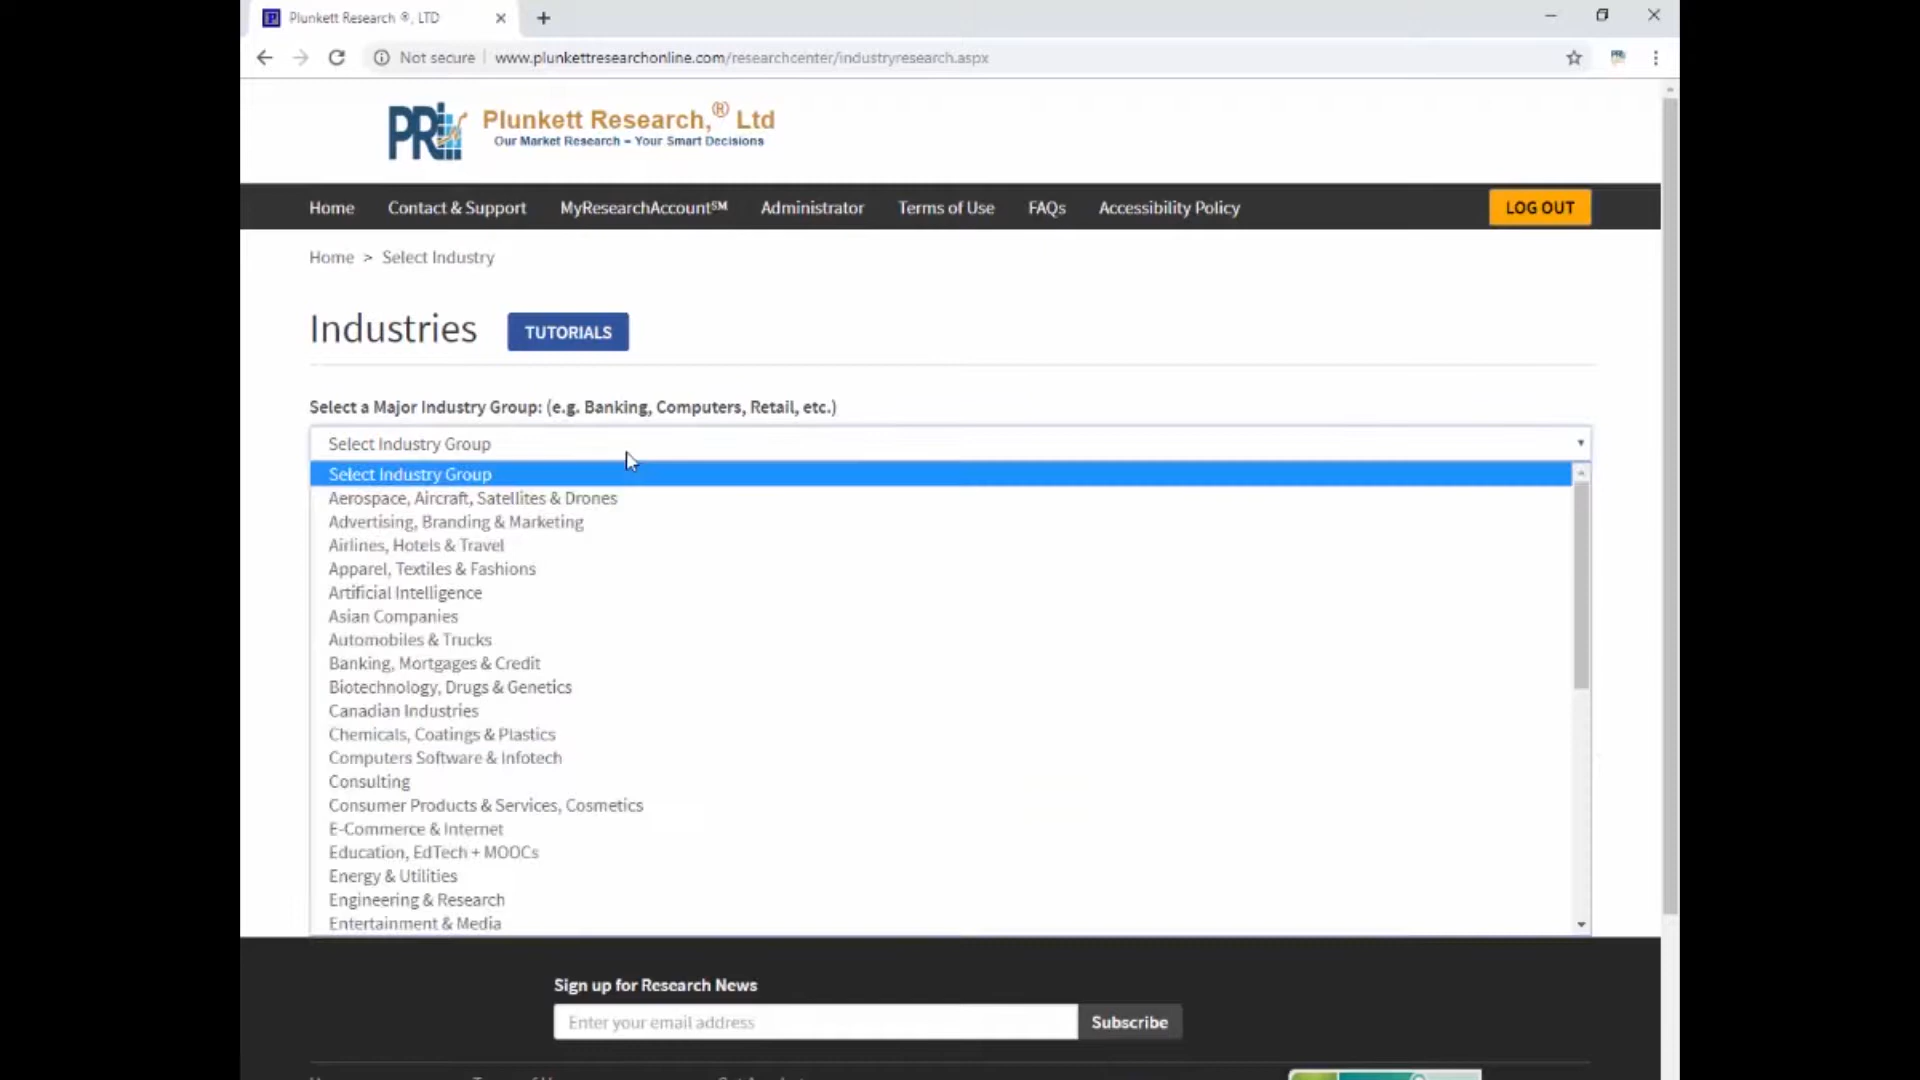 Plunkett Research ®, LTD
Not secure | www.plunkettresearchonline.com/researchcenter/industryresearch.aspx
PRI
Plunkett Research,® Ltd
Our Market Research – Your Smart Decisions
Home Contact & Support MyResearchAccount℠ Administrator Terms of Use FAQs Accessibility Policy LOG OUT
Home > Select Industry
Industries TUTORIALS
Select a Major Industry Group: (e.g. Banking, Computers, Retail, etc.)
Select Industry Group
Select Industry Group
Aerospace, Aircraft, Satellites & Drones
Advertising, Branding & Marketing
Airlines, Hotels & Travel
Apparel, Textiles & Fashions
Artificial Intelligence
Asian Companies
Automobiles & Trucks
Banking, Mortgages & Credit
Biotechnology, Drugs & Genetics
Canadian Industries
Chemicals, Coatings & Plastics
Computers Software & Infotech
Consulting
Consumer Products & Services, Cosmetics
E-Commerce & Internet
Education, EdTech + MOOCs
Energy & Utilities
Engineering & Research
Entertainment & Media
Sign up for Research News
Enter your email address Subscribe